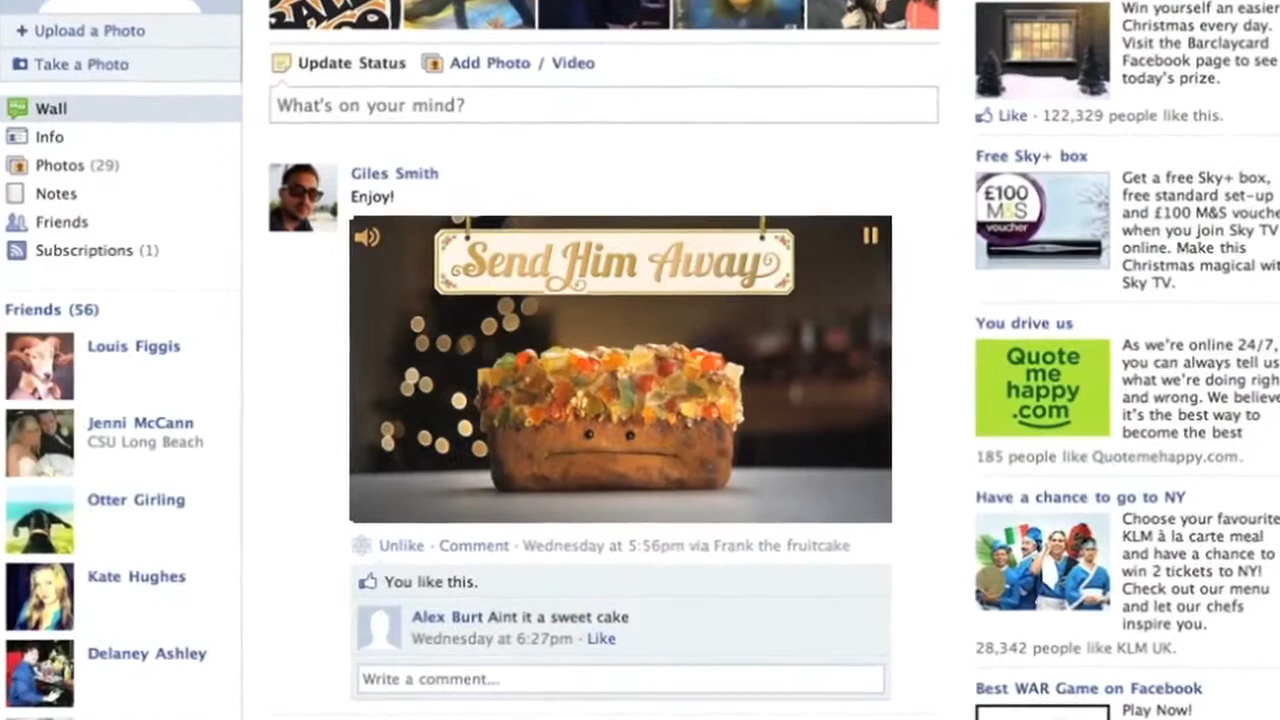 + Upload a Photo
Take a Photo
Wall
Info
Photos (29)
Notes
Friends
Subscriptions (1)
Friends (56)
Louis Figgis
Jenni McCann
CSU Long Beach
Otter Girling
Kate Hughes
Delaney Ashley
Update Status
Add Photo / Video
What's on your mind?
Giles Smith
Enjoy!
Send Him Away
Unlike · Comment · Wednesday at 5:56pm via Frank the fruitcake
You like this.
Alex Burt Aint it a sweet cake
Wednesday at 6:27pm · Like
Write a comment...
Win yourself an easier
Christmas every day.
Visit the Barclaycard
Facebook page to see
today's prize.
Like · 122,329 people like this.
Free Sky+ box
£100
M&S
voucher
Get a free Sky+ box,
free standard set-up
and £100 M&S
when you join Sky TV
online. Make this
Christmas magical
Sky TV.
You drive us
Quote
me
happy
.com
As we're online 24/7,
you can always tell us
what we're doing
and wrong. We
it's the best way to
become the best
185 people like Quotemehappy.com.
Have a chance to go to NY
Choose your favourite
KLM à la carte meal
and have a chance to
win 2 tickets to NY!
Check out our menu
and let our chefs
inspire you.
28,342 people like KLM UK.
Best WAR Game on Facebook
Play Now!